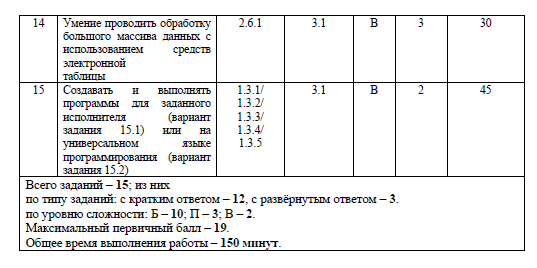 14 Умение проводить обработку 2.6.1 3.1 В 3 30
большого массива данных с
использованием средств
электронной
таблицы
15 Создавать и выполнять 1.3.1/ 3.1 В 2 45
программы для заданного 1.3.2/
исполнителя (вариант 1.3.3/
задания 15.1) или на 1.3.4/
универсальном языке 1.3.5
программирования (вариант
задания 15.2)
Всего заданий – 15; из них
по типу заданий: с кратким ответом – 12, с развёрнутым ответом – 3.
по уровню сложности: Б – 10; П – 3; В – 2.
Максимальный первичный балл – 19.
Общее время выполнения работы – 150 минут.